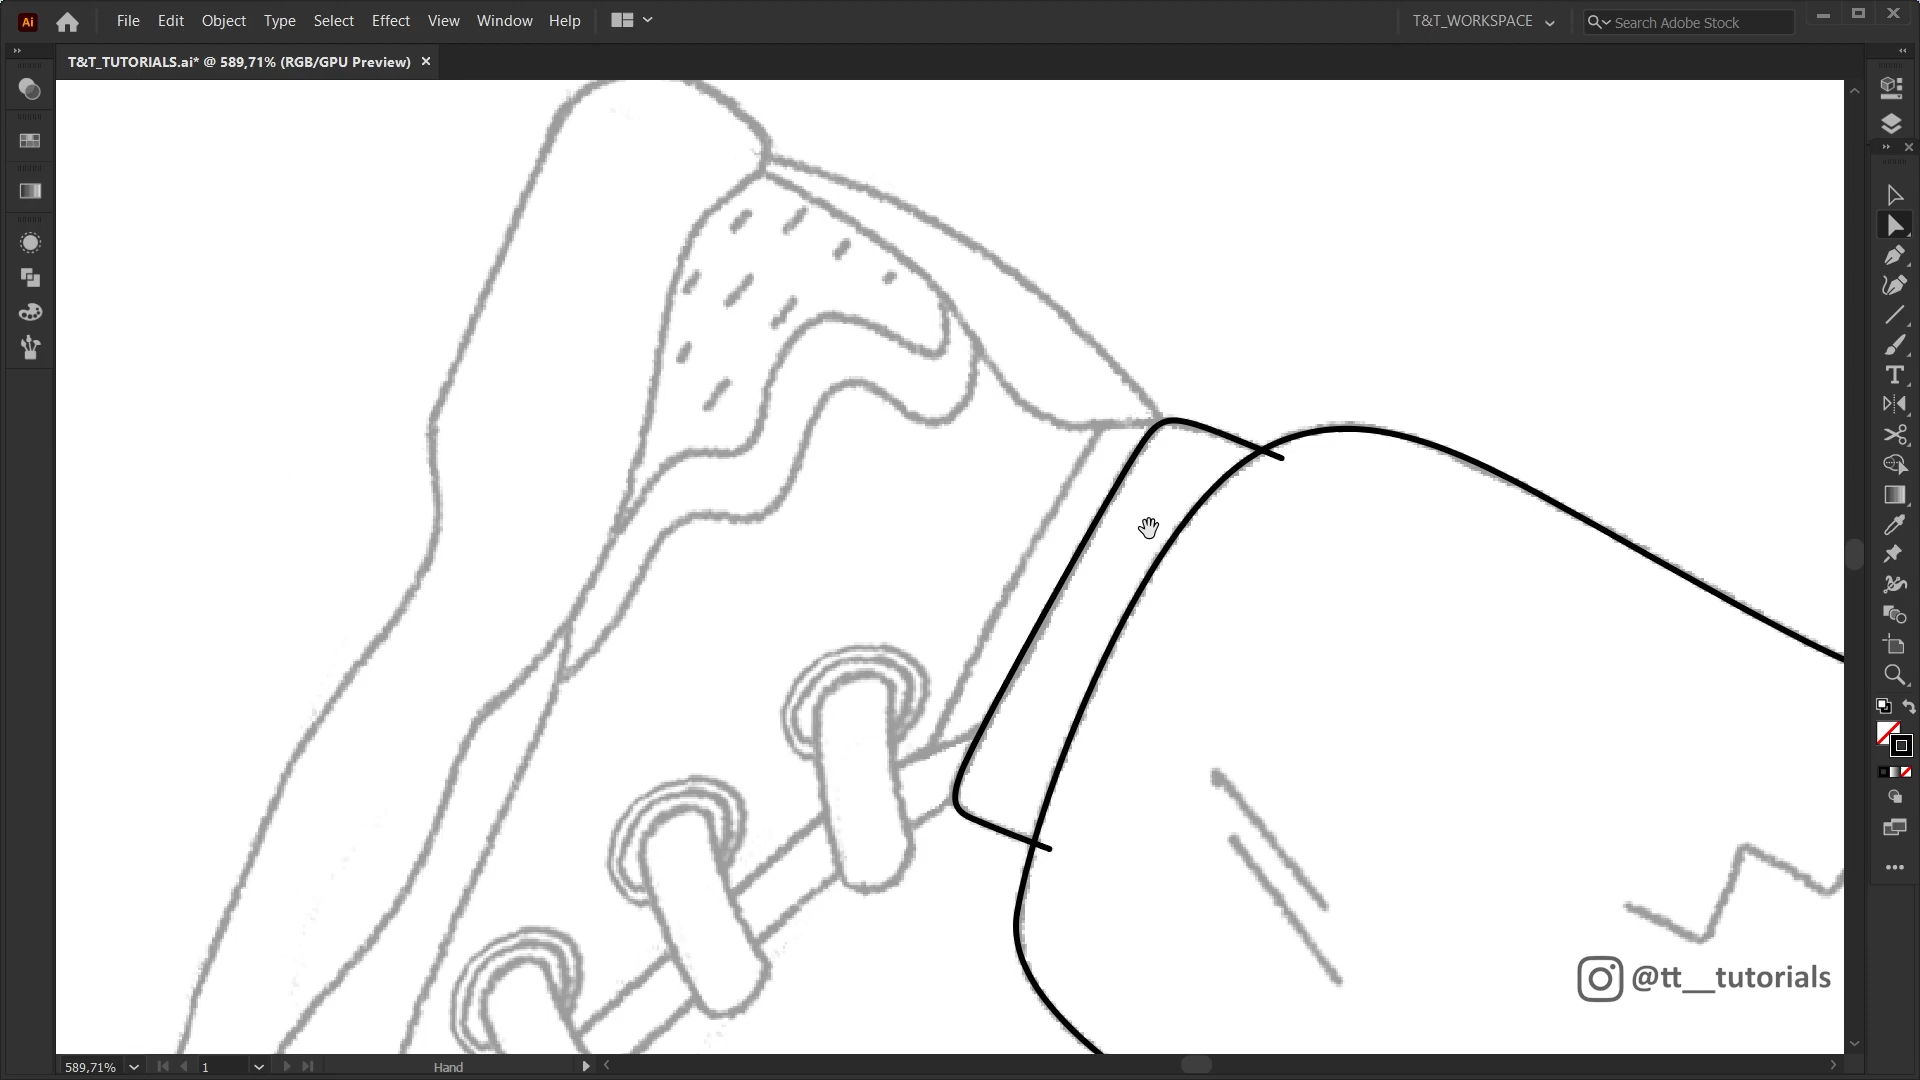 Ai File Edit Object Type Select Effect View Window Help T&T_WORKSPACE Search Adobe Stock
T&T_TUTORIALS.ai* @ 589,71% (RGB/GPU Preview)
@tt__tutorials
589,71% 1 Hand